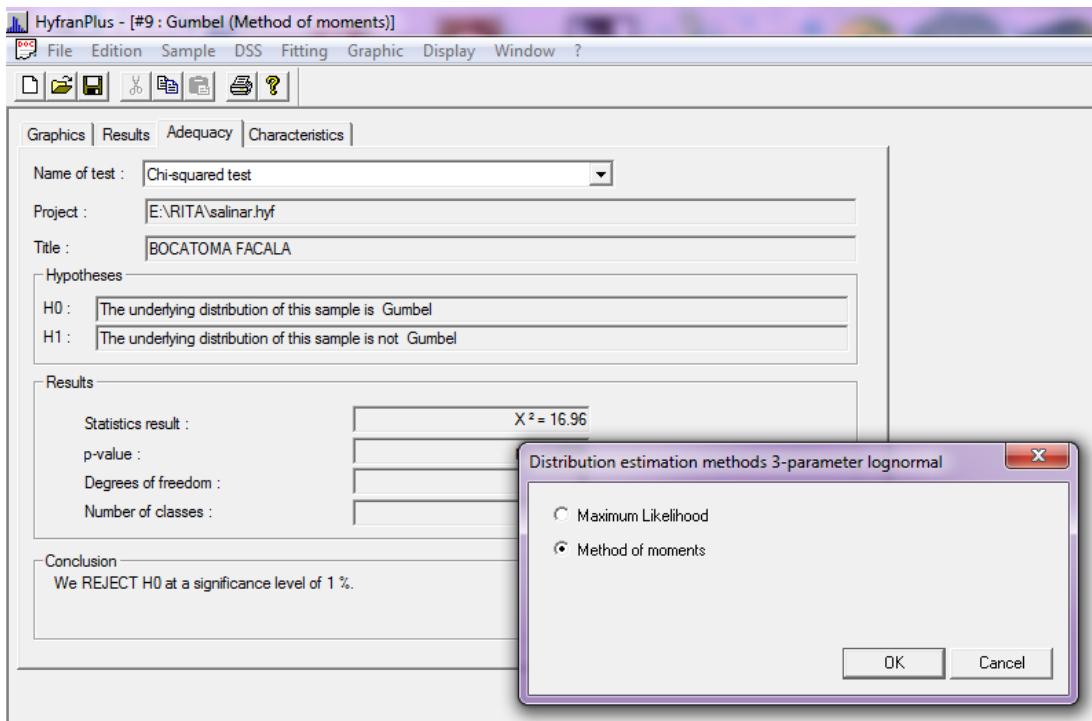 HyfranPlus - [#9 : Gumbel (Method of moments)]
DOC File Edition Sample DSS Fitting Graphic Display Window ?
Graphics Results Adequacy Characteristics
Name of test : Chi-squared test
Project : E:\RITA\salinar.hyf
Title : BOCATOMA FACALA
Hypotheses
H0 : The underlying distribution of this sample is Gumbel
H1 : The underlying distribution of this sample is not Gumbel
Results
Statistics result : X² = 16.96
p-value :
Degrees of freedom :
Number of classes :
Conclusion
We REJECT H0 at a significance level of 1 %.
Distribution estimation methods 3-parameter lognormal
Maximum Likelihood
Method of moments
OK Cancel